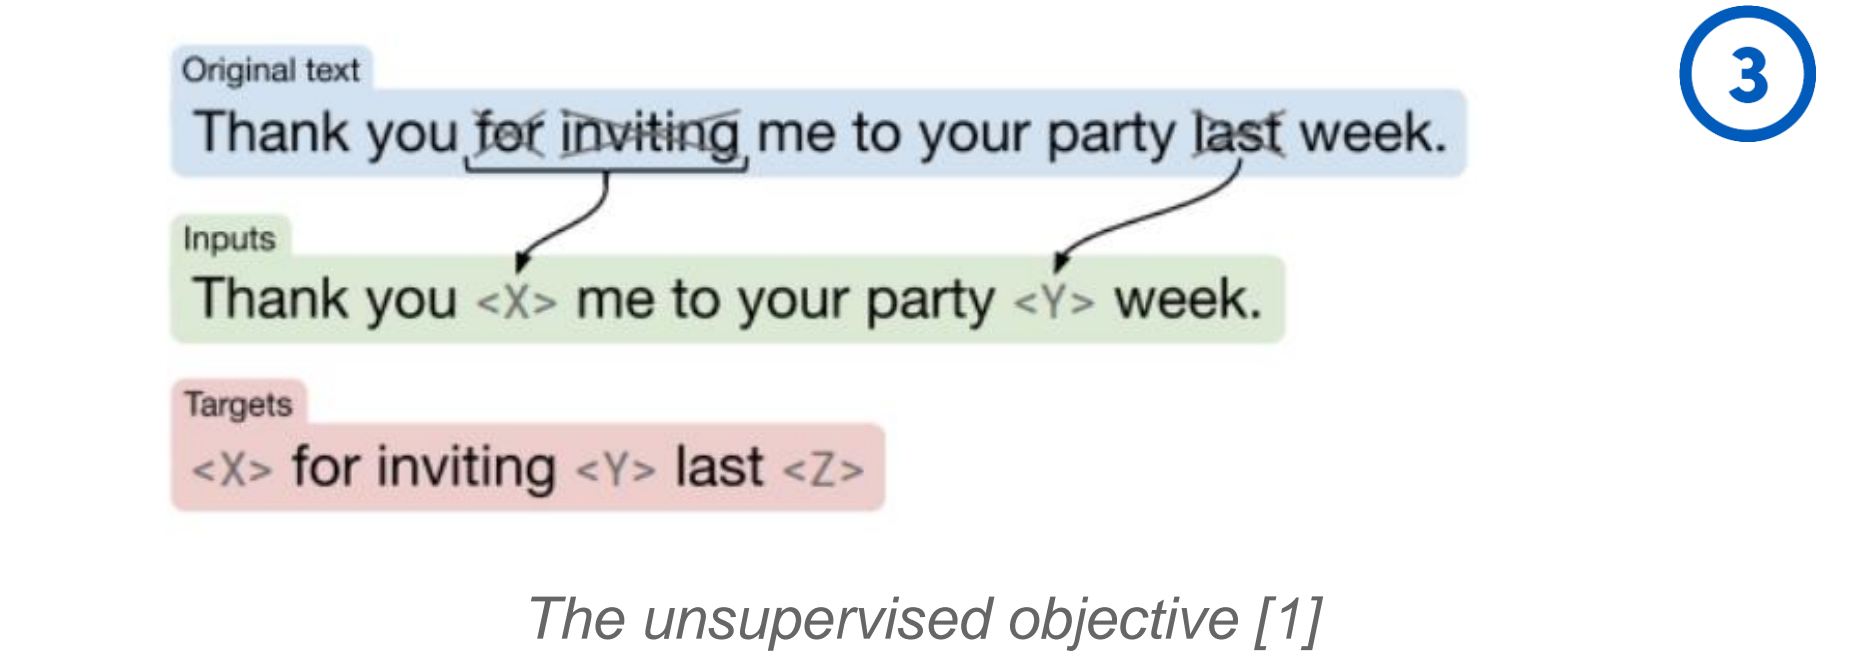 3
Original text
Thank you for inviting me to your party last week.
Inputs
Thank you <X> me to your party <Y> week.
Targets
<X> for inviting <Y> last <Z>
The unsupervised objective [1]